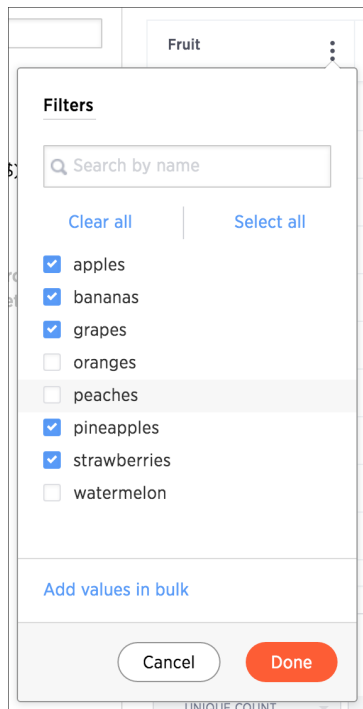 Fruit
Filters
Search by name
Clear all Select all
apples
bananas
grapes
oranges
peaches
pineapples
strawberries
watermelon
Add values in bulk
Cancel Done
UNIQUE COUNT